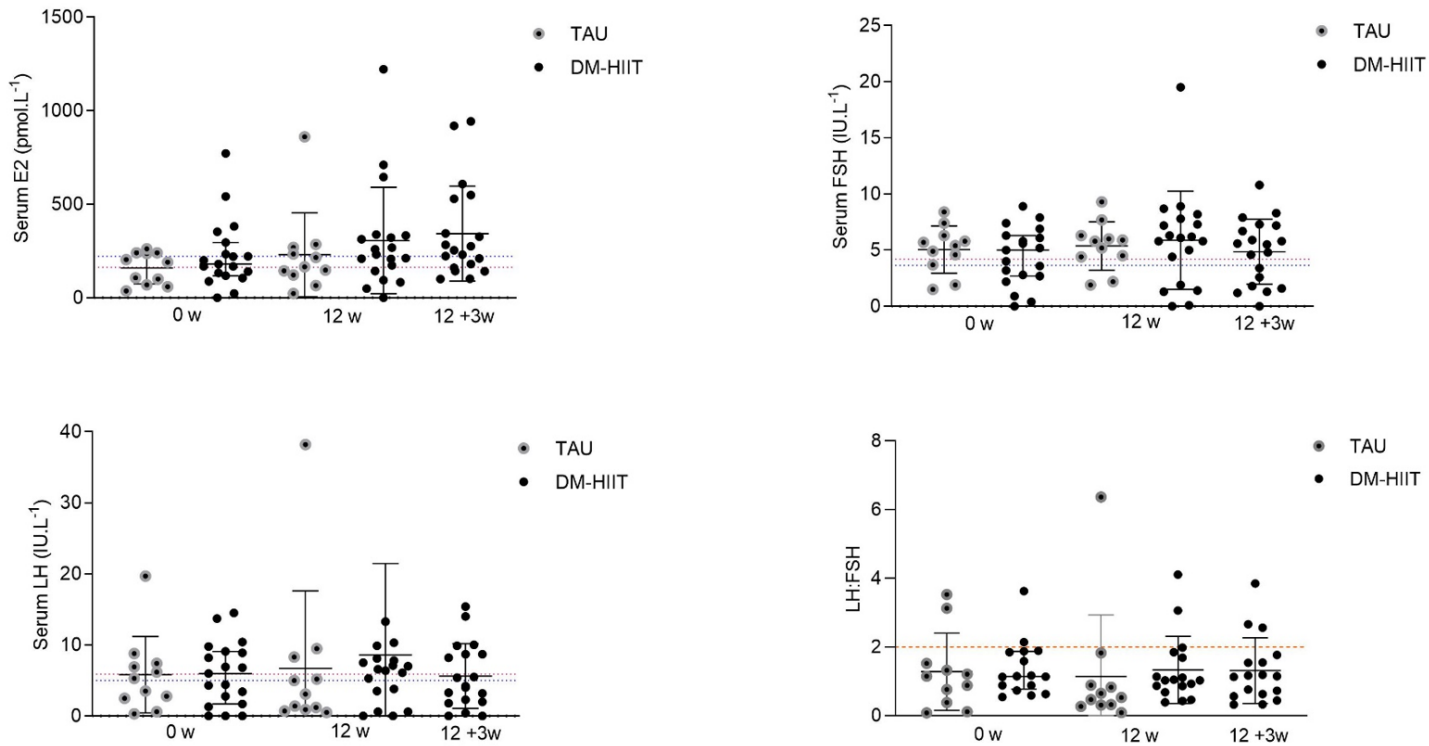 Serum E2 (pmol.L⁻¹)
1500
1000
500
0
0 w
12 w
12 +3w
TAU
DM-HIIT
Serum FSH (IU.L⁻¹)
25
20
15
10
5
0
0 w
12 w
12 +3w
TAU
DM-HIIT
Serum LH (IU.L⁻¹)
40
30
20
10
0
0 w
12 w
12 +3w
TAU
DM-HIIT
LH:FSH
8
6
4
2
0
0 w
12 w
12 +3w
TAU
DM-HIIT